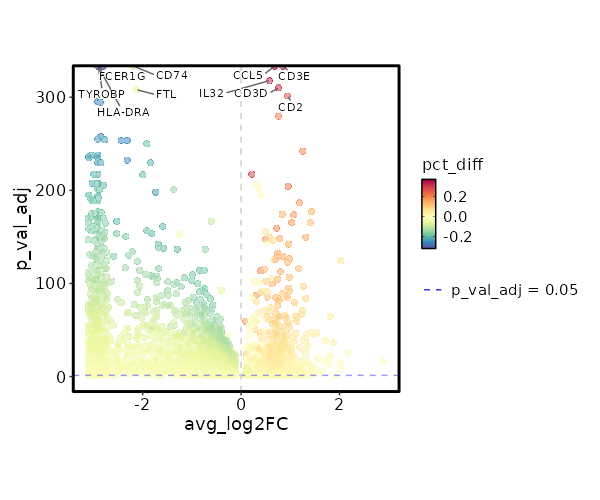 FCER1G
CD74
CCL5
CD3E
TYROBP
FTL
IL32
CD3D
HLA-DRA
CD2
300
200
100
0
-2
0
2
avg_log2FC
p_val_adj
pct_diff
0.2
0.0
-0.2
p_val_adj = 0.05